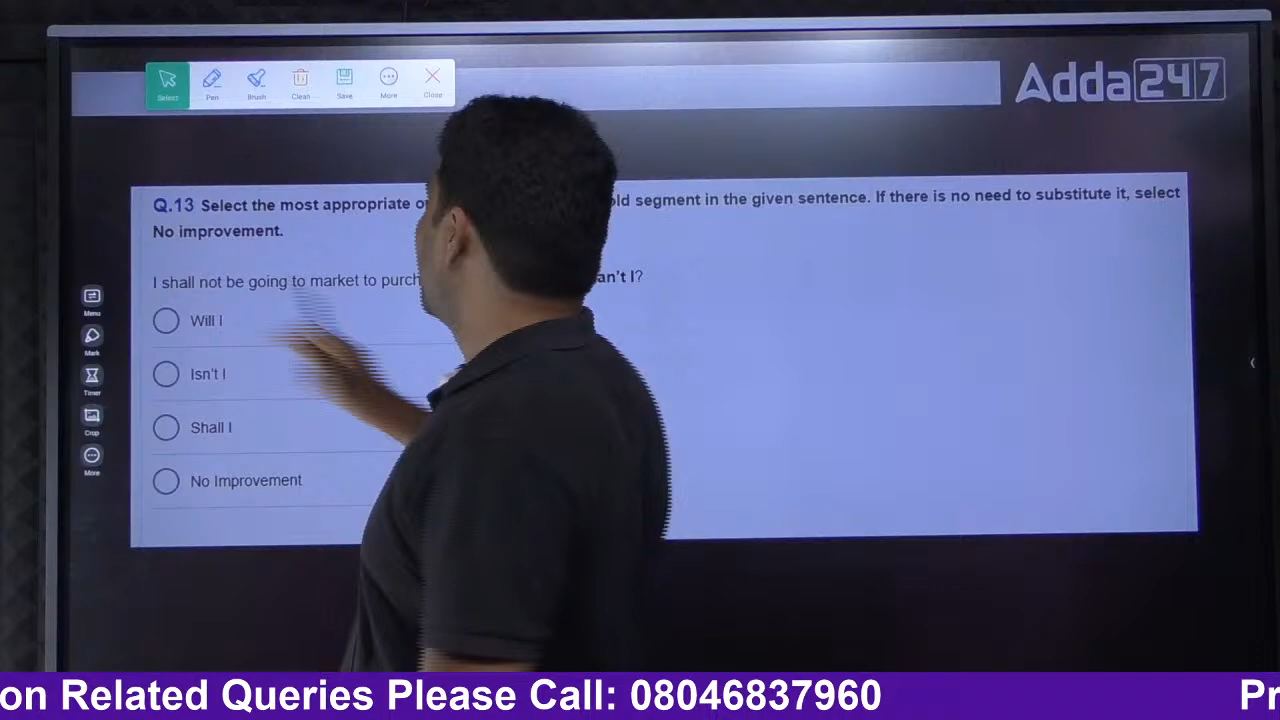 Select
Pen
Brush
Clean
Save
More
Close
Adda247
Q.13 Select the most appropriate segment in the given sentence. If there is no need to substitute it, select
No improvement.
I shall not be going to market to an't I?
Will I
Isn't I
Shall I
No Improvement
Menu
Mark
Timer
Crop
More
on Related Queries Please Call: 08046837960
Pr